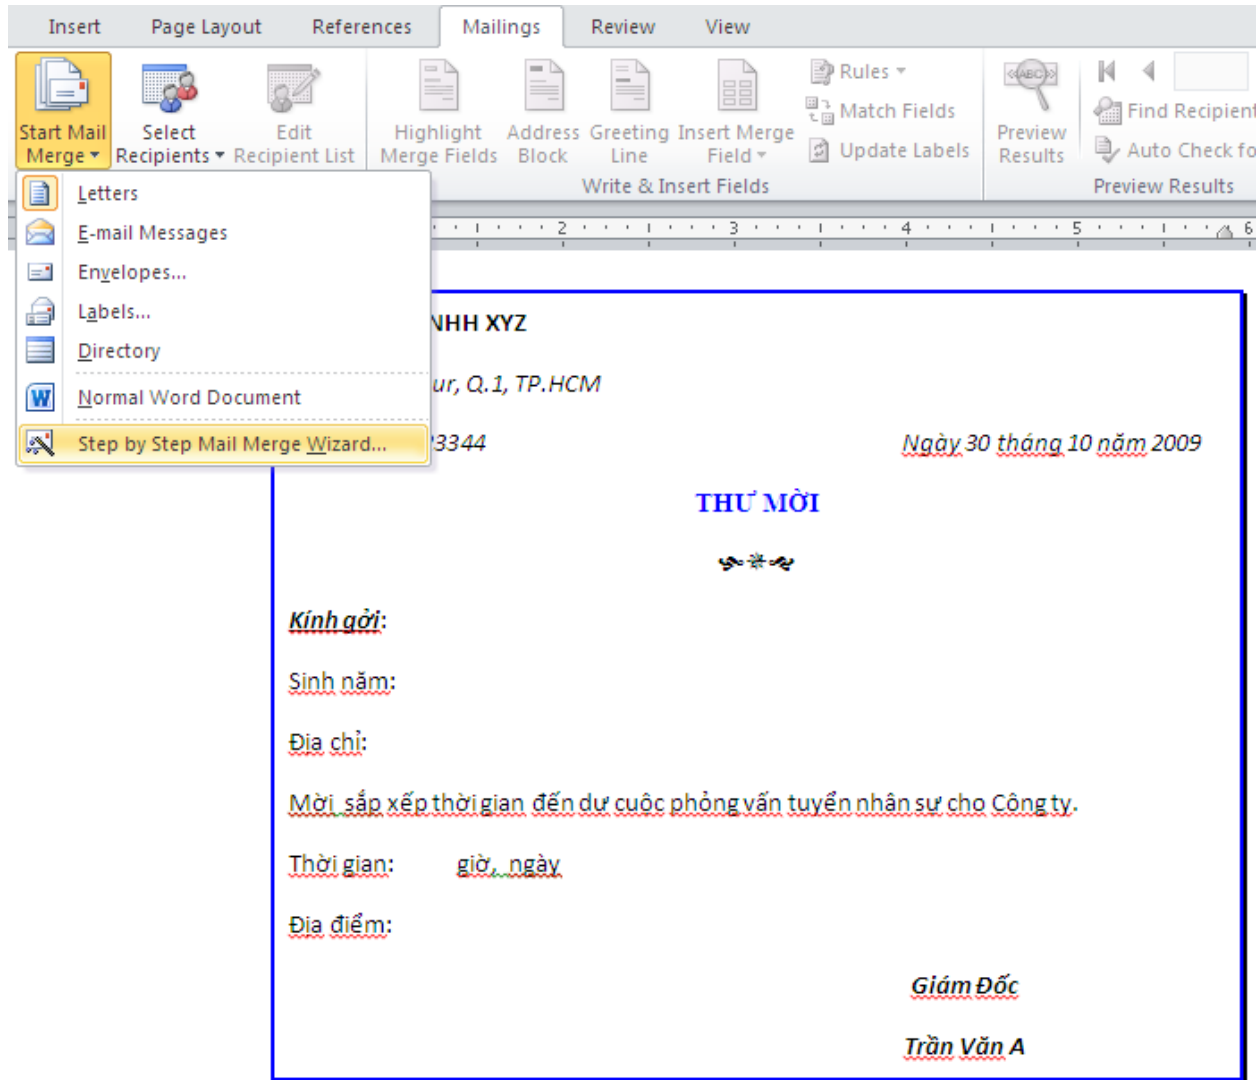 Insert Page Layout References Mailings Review View
Start Mail Merge
Select Recipients
Edit Recipient List
Highlight Merge Fields
Address Block
Greeting Line
Insert Merge Field
Rules
Match Fields
Update Labels
Write & Insert Fields
Preview Results
Find Recipient
Auto Check fo
Preview Results
Letters
E-mail Messages
Envelopes...
Labels...
Directory
Normal Word Document
Step by Step Mail Merge Wizard...
2 3 4 5 6
NHH XYZ
ur, Q.1, TP.HCM
3344 Ngày 30 tháng 10 năm 2009
THƯ MỜI
Kính gởi:
Sinh năm:
Địa chỉ:
Mời sắp xếp thời gian đến dự cuộc phỏng vấn tuyển nhân sự cho Công ty.
Thời gian: giờ, ngày
Địa điểm:
Giám Đốc
Trần Văn A